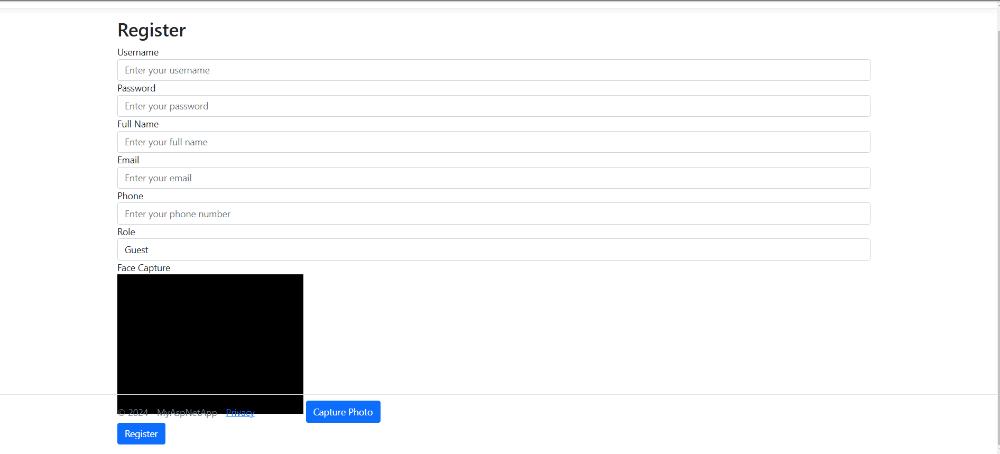 Register
Username
Enter your username
Password
Enter your password
Full Name
Enter your full name
Email
Enter your email
Phone
Enter your phone number
Role
Guest
Face Capture
© 2024 - MyAspNetApp - Privacy
Capture Photo
Register